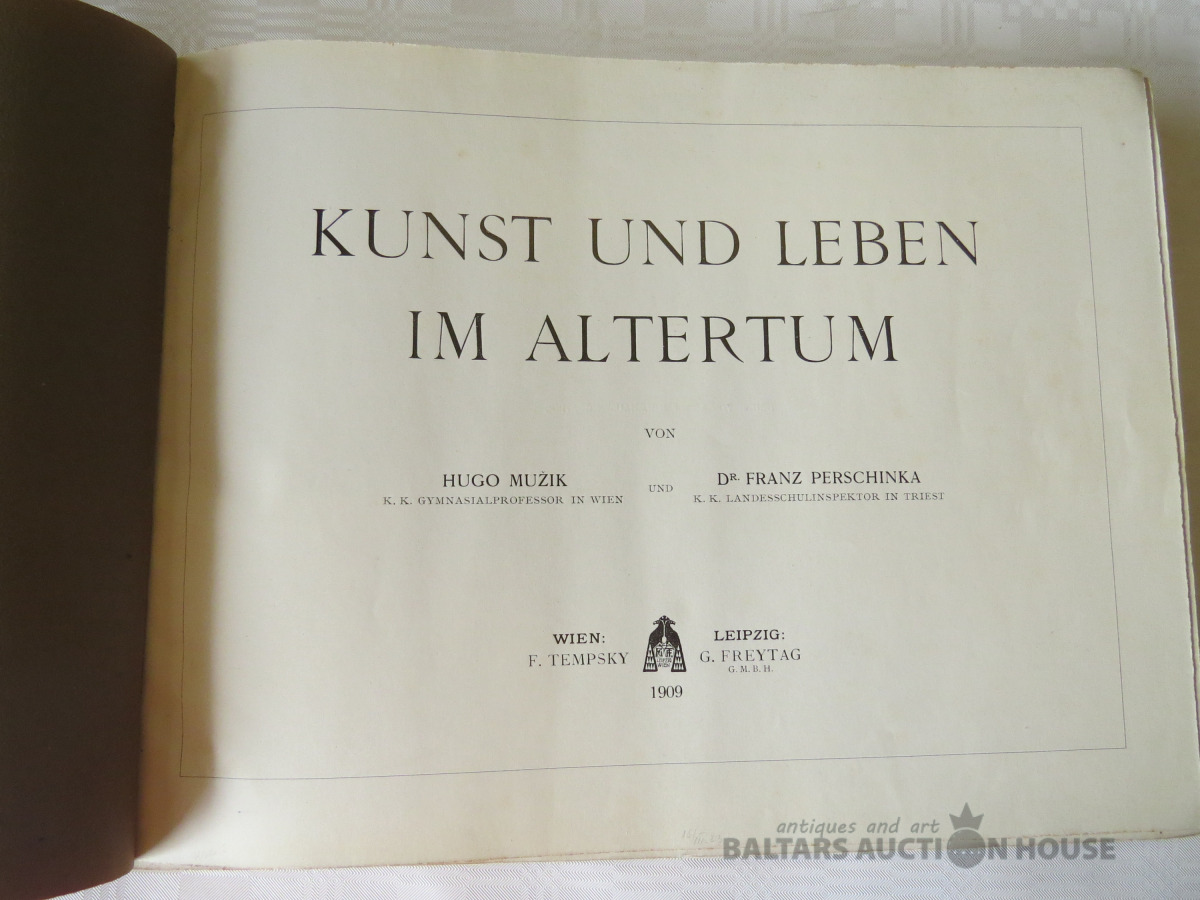 KUNST UND LEBEN
IM ALTERTUM
VON
HUGO MUŽIK
K. K. GYMNASIALPROFESSOR IN WIEN
UND
DR. FRANZ PERSCHINKA
K. K. LANDESSCHULINSPEKTOR IN TRIEST
WIEN:
F. TEMPSKY
LEIPZIG:
G. FREYTAG
G. M. B. H.
1909
antiques and art
BALTARS AUCTION HOUSE